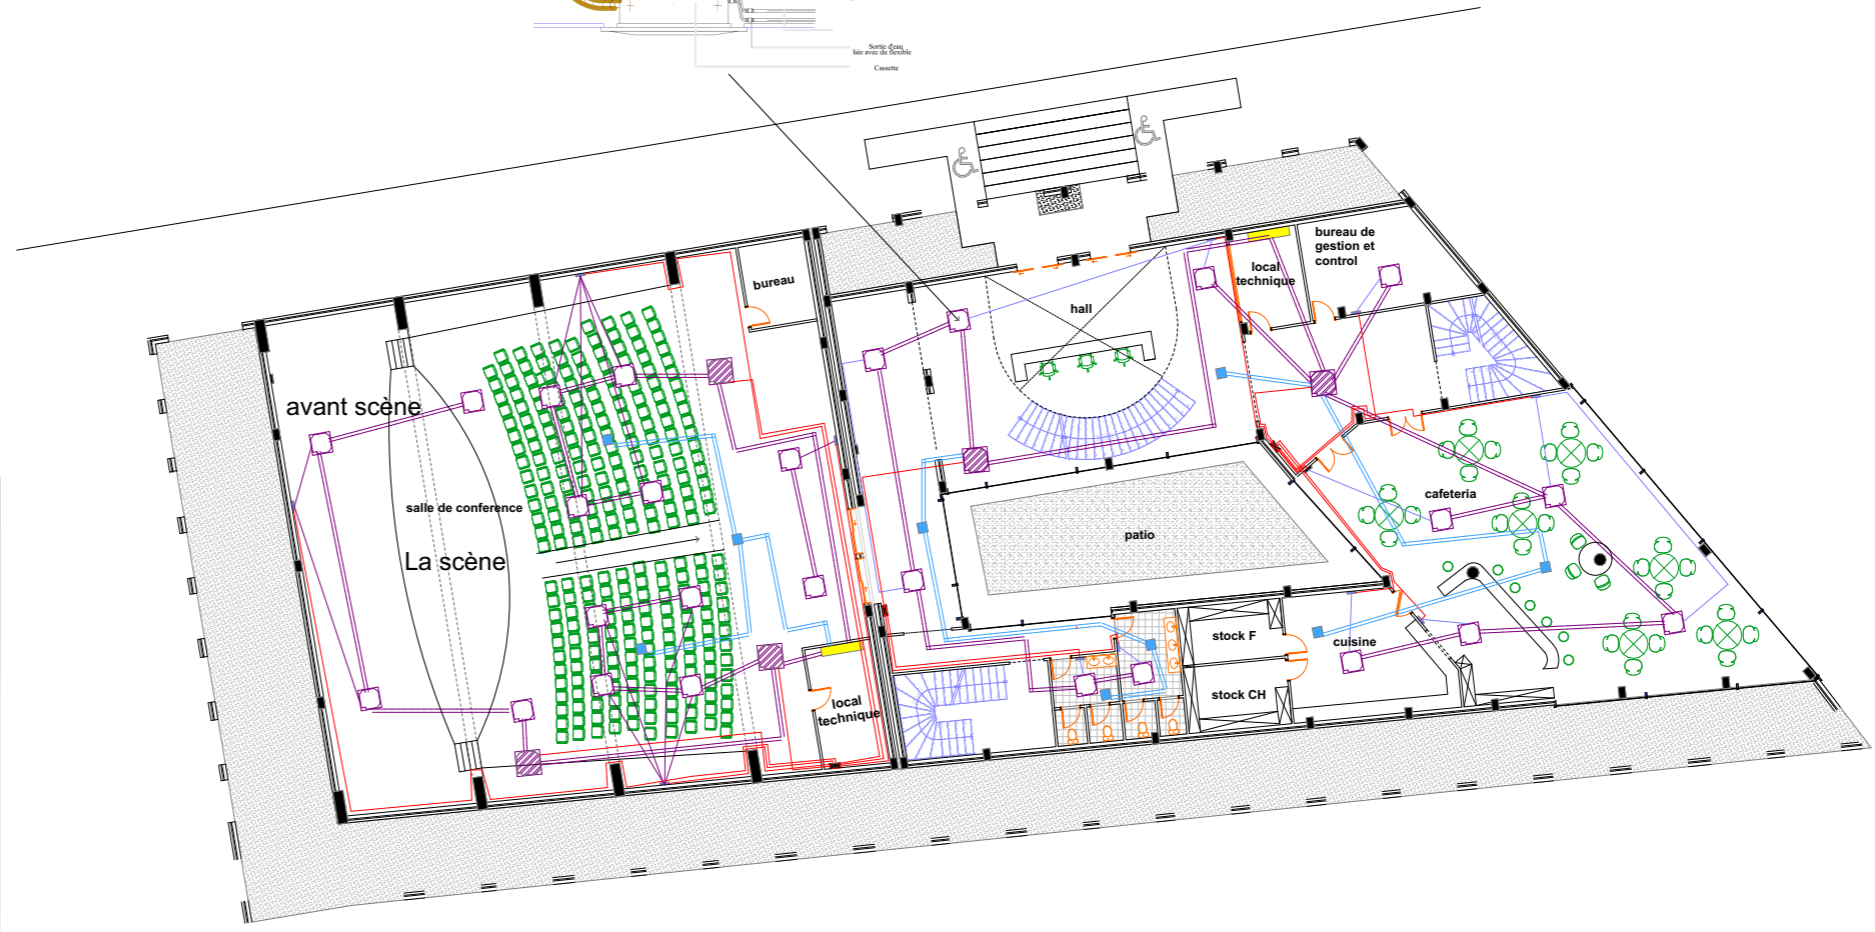 Sortie d'eau
liée avec du flexible
Cassette
bureau de
gestion et
control
local
technique
bureau
hall
avant scène
salle de conference
cafeteria
La scène
patio
stock F
cuisine
stock CH
local
technique